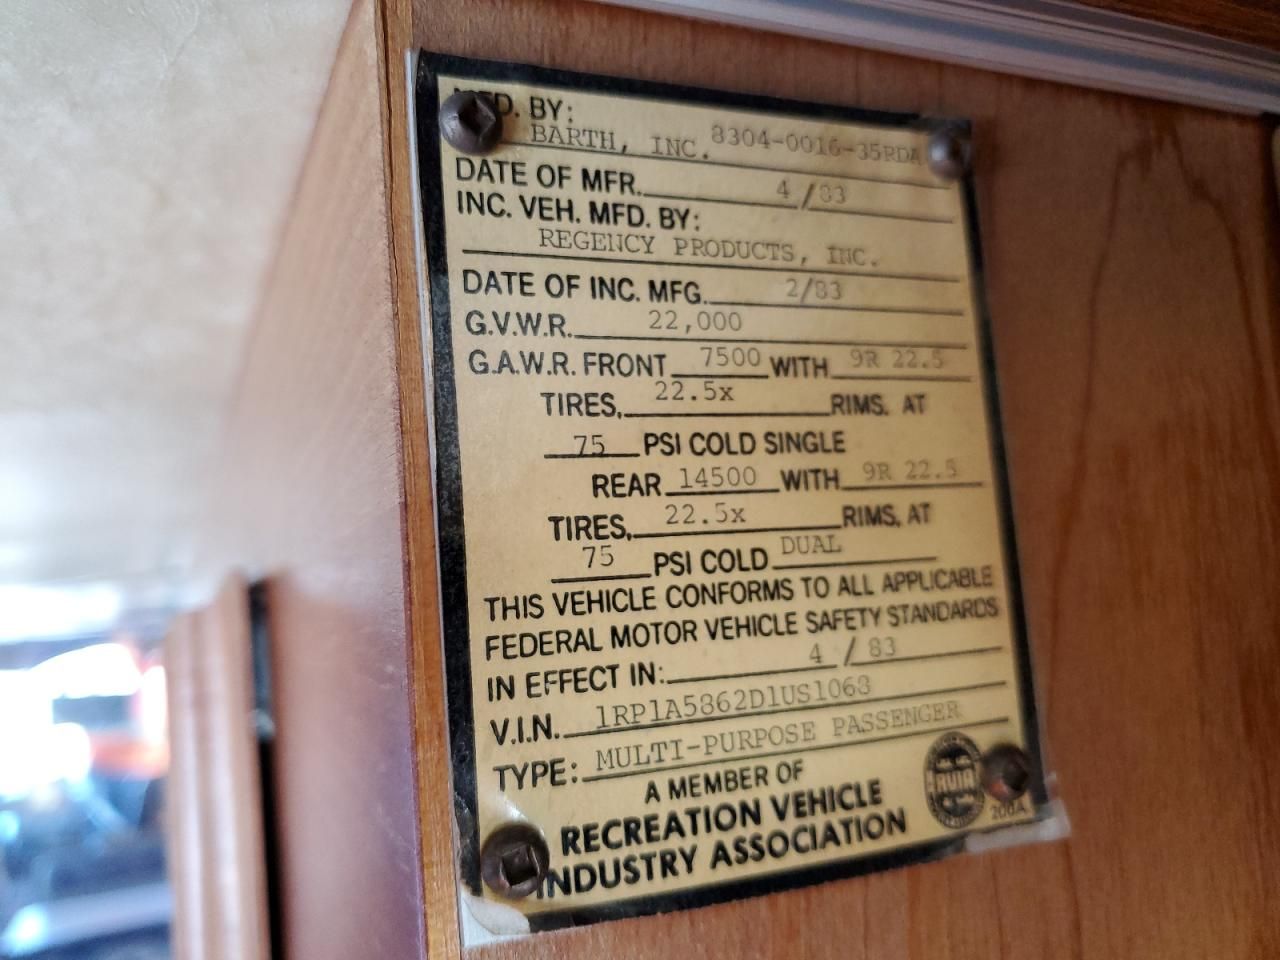 MFD. BY:
BARTH, INC. 8304-0016-35RDA
DATE OF MFR. 4/83
INC. VEH. MFD. BY:
REGENCY PRODUCTS, INC.
DATE OF INC. MFG. 2/83
G.V.W.R. 22,000
G.A.W.R. FRONT 7500 WITH 9R 22.5
TIRES, 22.5x RIMS. AT
75 PSI COLD SINGLE
REAR 14500 WITH 9R 22.5
TIRES, 22.5x RIMS, AT
75 PSI COLD DUAL
THIS VEHICLE CONFORMS TO ALL APPLICABLE
FEDERAL MOTOR VEHICLE SAFETY STANDARDS
IN EFFECT IN: 4 / 83
V.I.N. 1RP1A5862D1US1068
TYPE: MULTI-PURPOSE PASSENGER
A MEMBER OF
RECREATION VEHICLE
INDUSTRY ASSOCIATION
200A